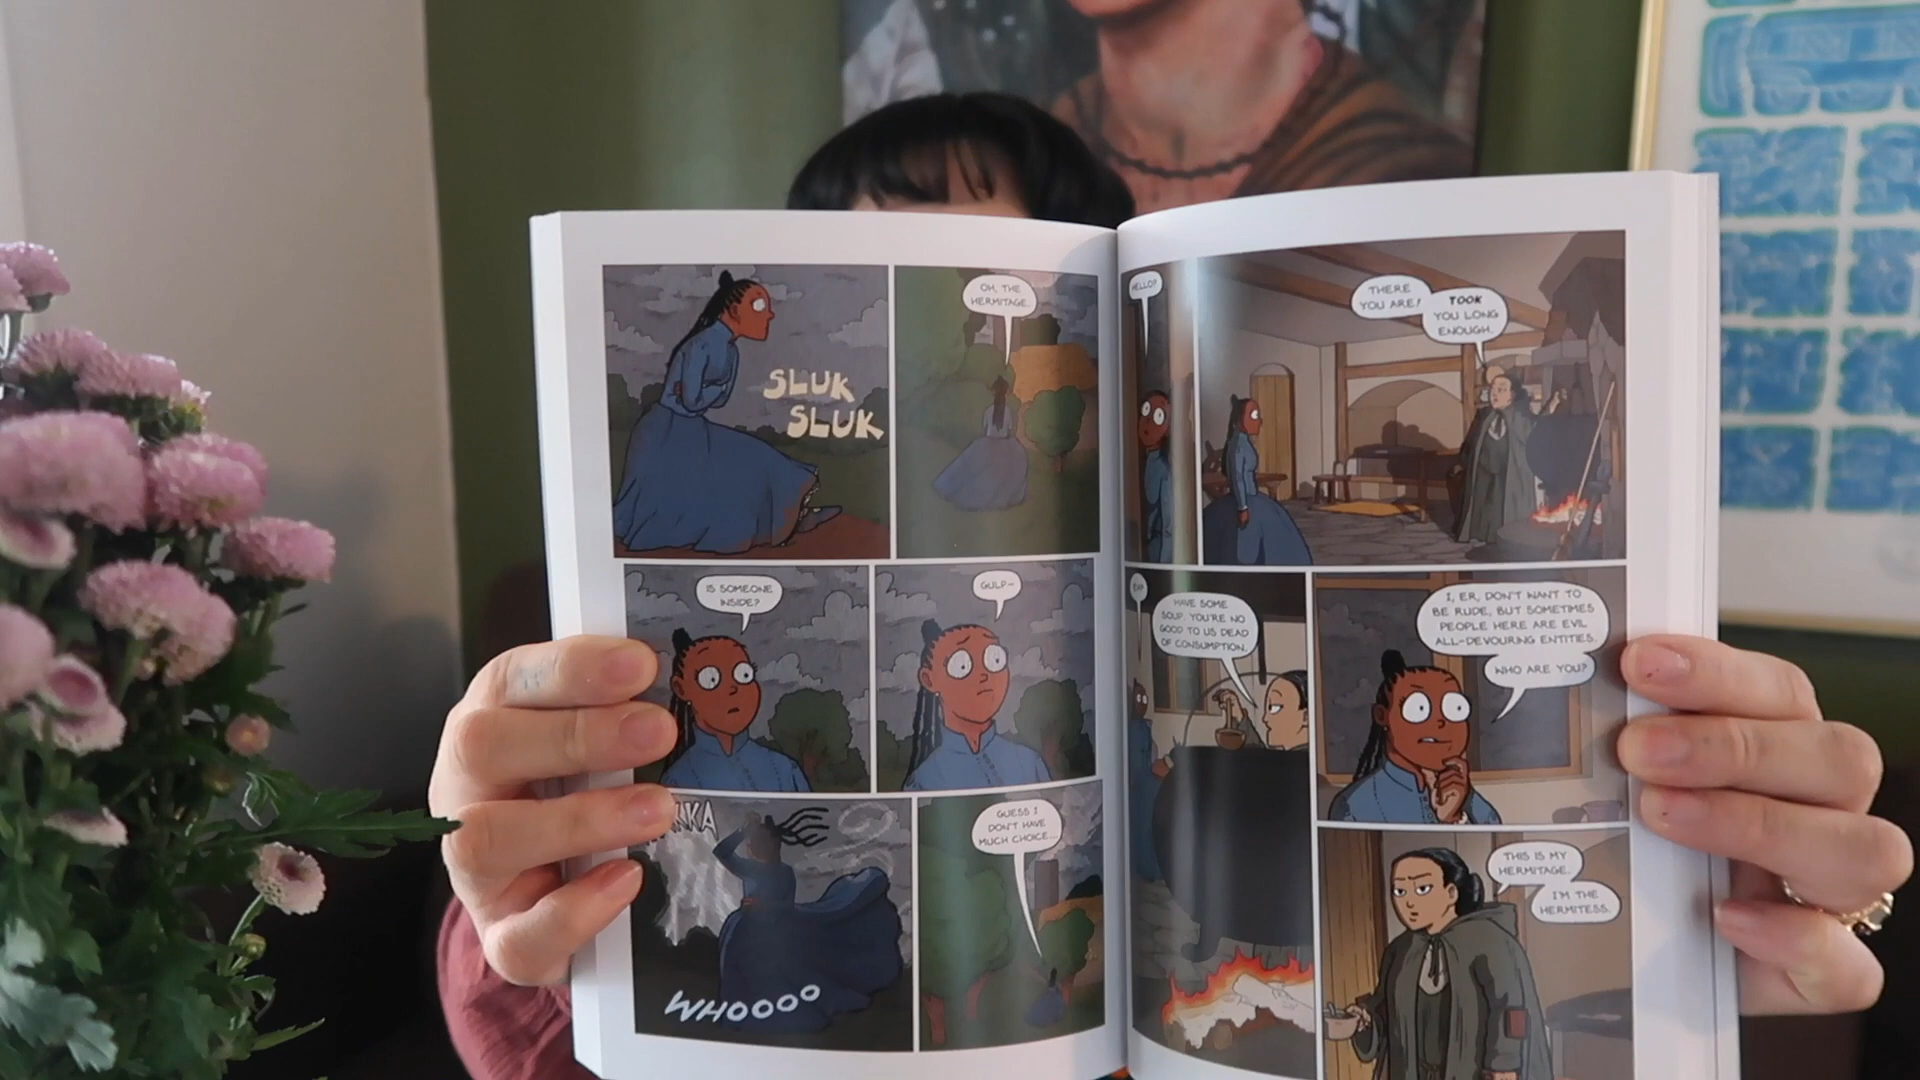 SLUK
SLUK
OH, THE
HERMITAGE.
IS SOMEONE
INSIDE?
GULP–
KKA
WHOOOO
GUESS I
DON'T HAVE
MUCH CHOICE...
HELLO?
THERE
YOU ARE!
TOOK
YOU LONG
ENOUGH.
HAVE SOME
SOUP. YOU'RE NO
GOOD TO US DEAD
OF CONSUMPTION.
I, ER, DON'T WANT TO
BE RUDE, BUT SOMETIMES
PEOPLE HERE ARE EVIL
ALL-DEVOURING ENTITIES.
WHO ARE YOU?
THIS IS MY
HERMITAGE.
I'M THE
HERMITESS.